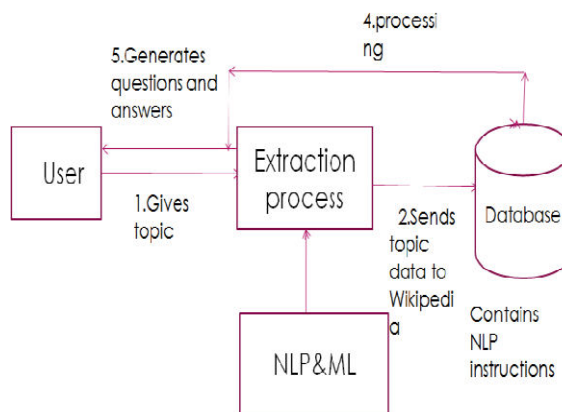 4.processi
ng
5.Generates
questions and
answers
User
Extraction
process
1.Gives
topic
2.Sends
topic
data to
Wikipedi
a
Database
Contains
NLP
instructions
NLP&ML